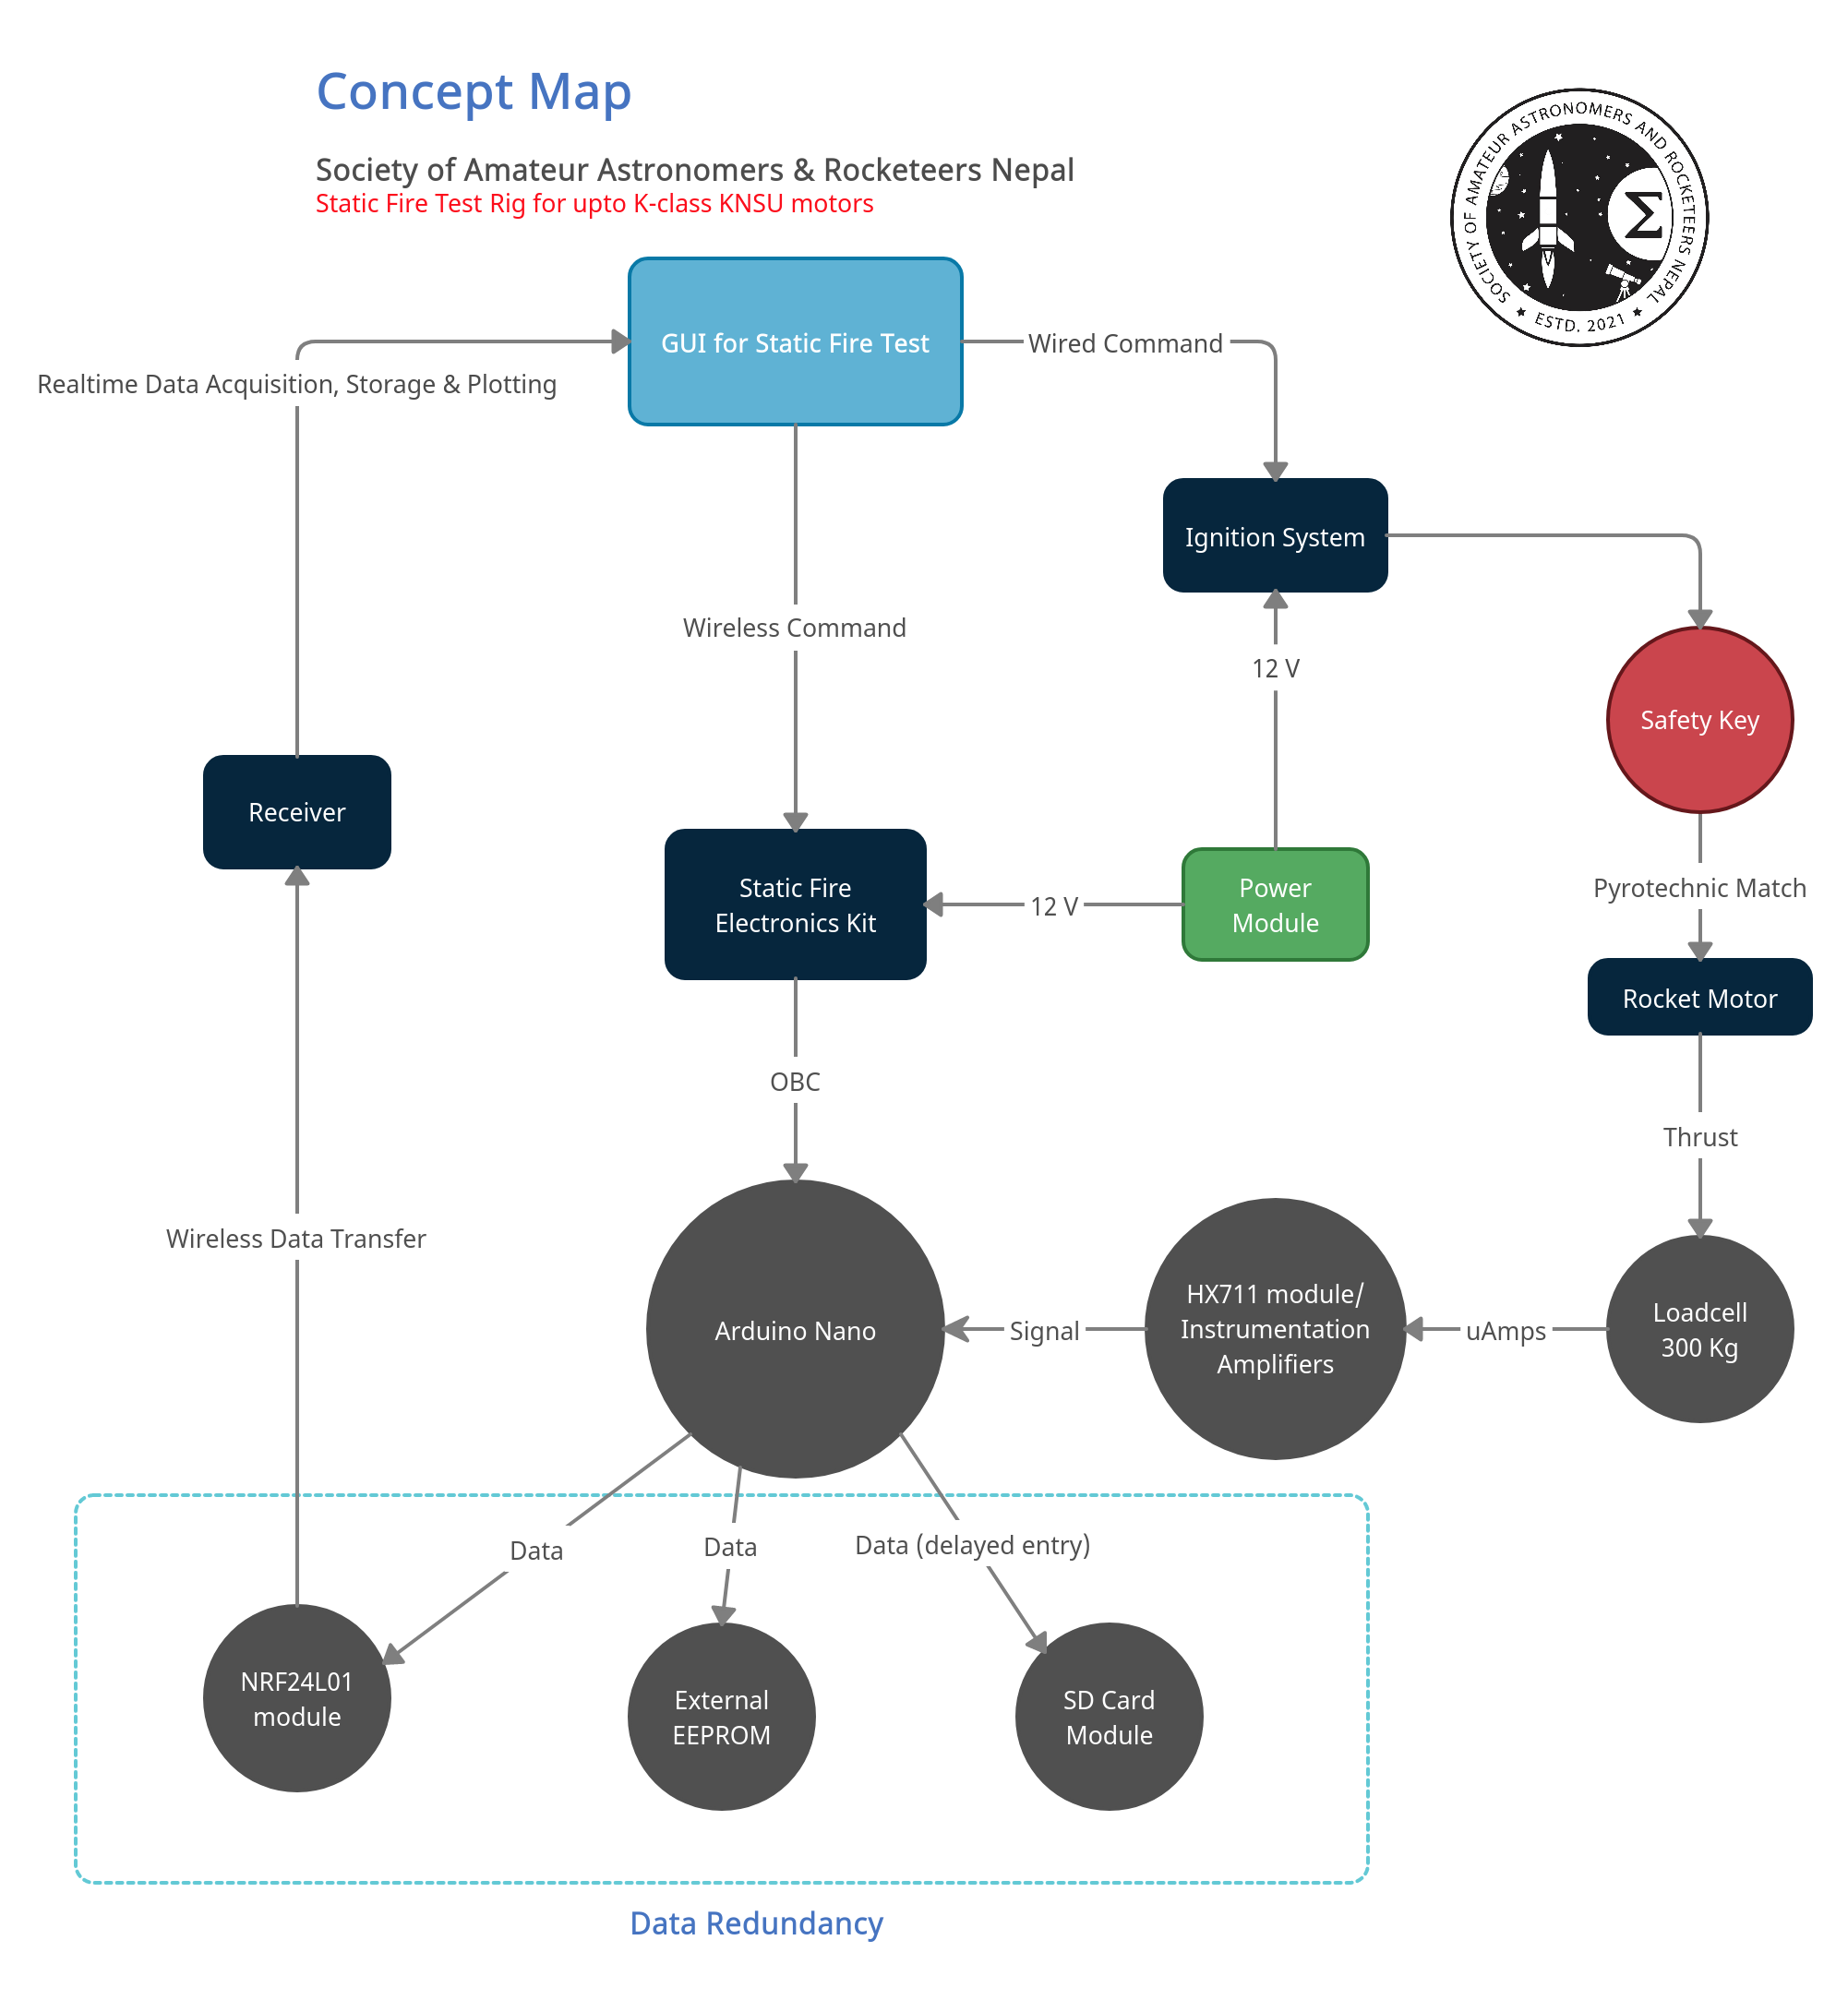 Concept Map
Society of Amateur Astronomers & Rocketeers Nepal
Static Fire Test Rig for upto K-class KNSU motors
SOCIETY OF AMATEUR ASTRONOMERS AND ROCKETEERS NEPAL
Σ
★ ESTD. 2021 ★
GUI for Static Fire Test
Wired Command
Realtime Data Acquisition, Storage & Plotting
Ignition System
Wireless Command
12 V
Safety Key
Receiver
Static Fire
Electronics Kit
12 V
Power
Module
Pyrotechnic Match
Rocket Motor
OBC
Thrust
Wireless Data Transfer
Arduino Nano
Signal
HX711 module/
Instrumentation
Amplifiers
uAmps
Loadcell
300 Kg
Data
Data
Data (delayed entry)
NRF24L01
module
External
EEPROM
SD Card
Module
Data Redundancy